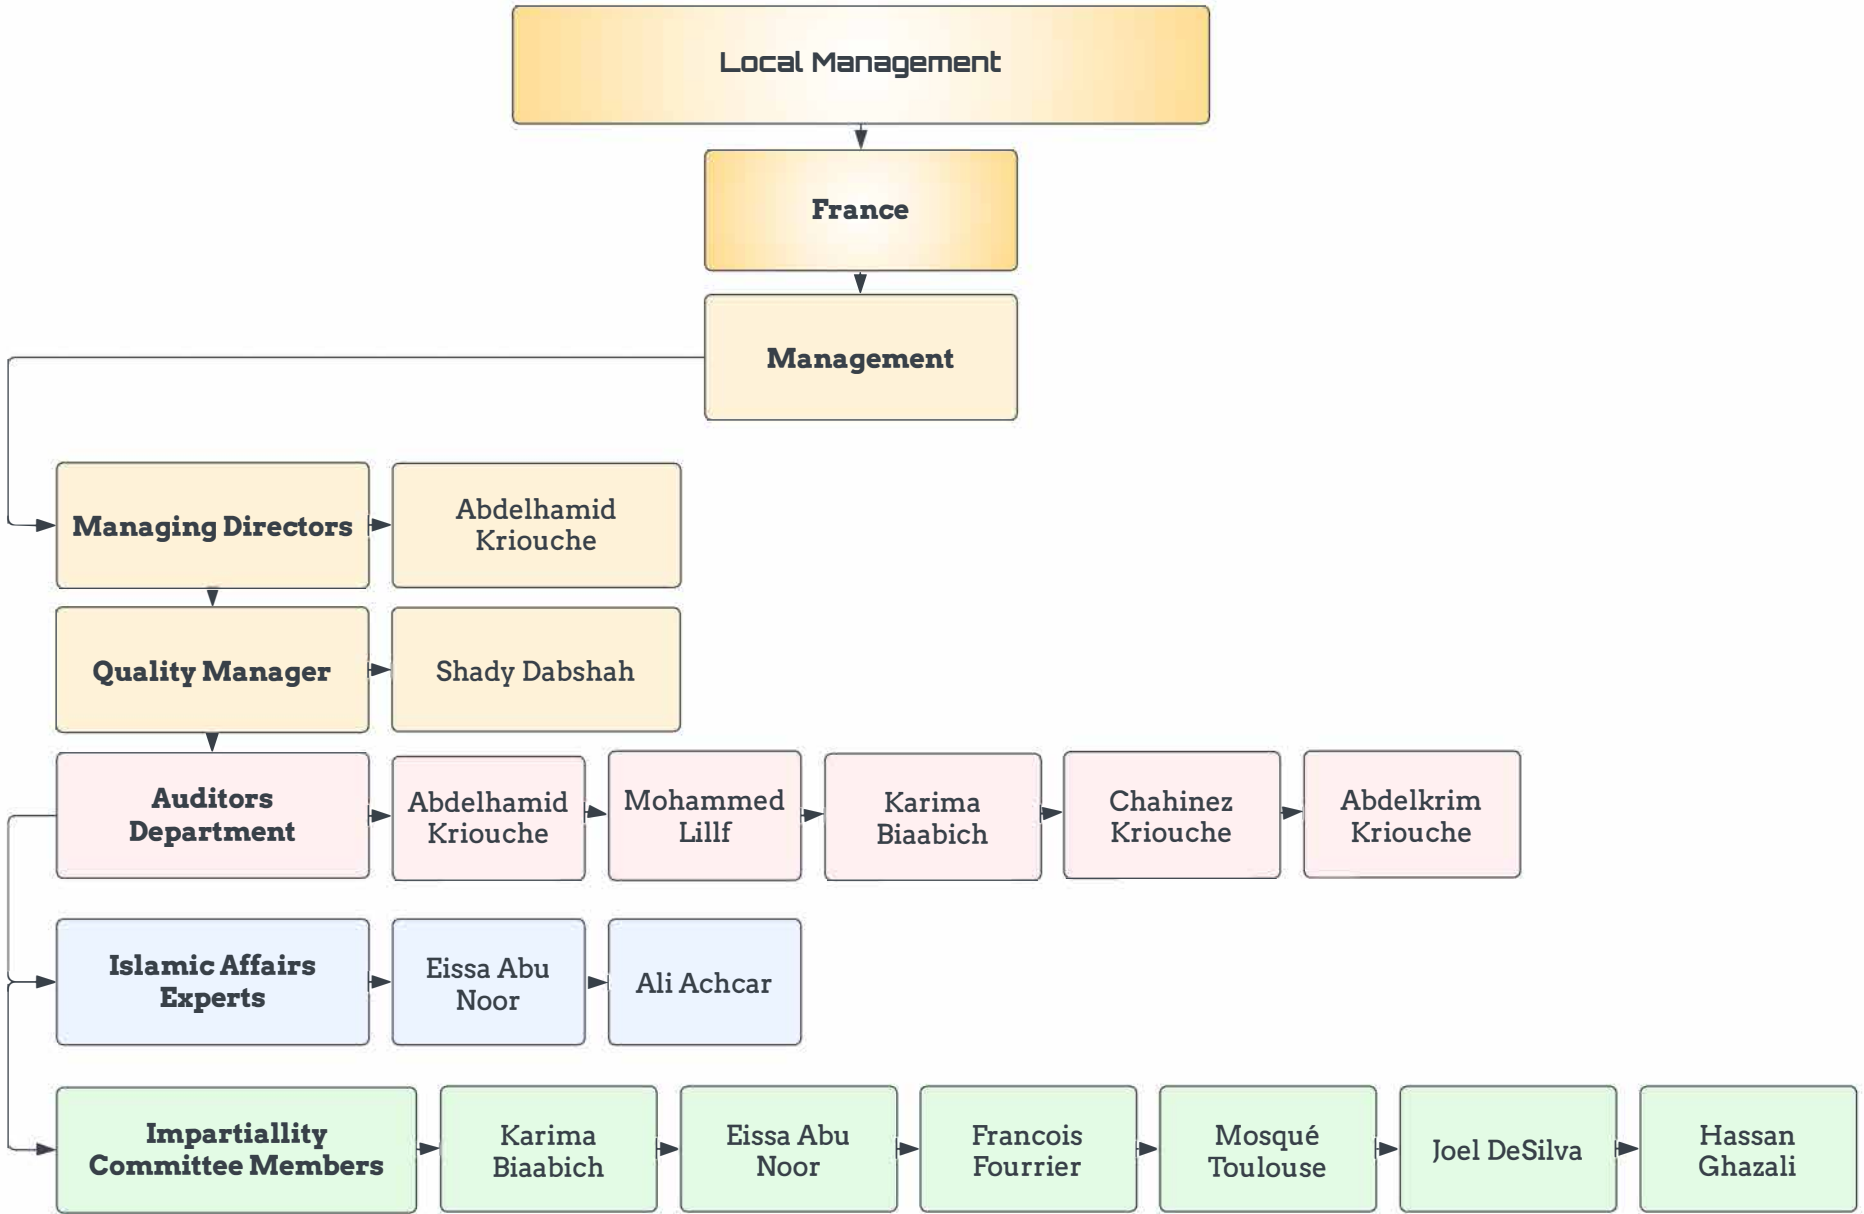 Local Management
France
Management
Managing Directors
Abdelhamid
Kriouche
Quality Manager
Shady Dabshah
Auditors
Department
Abdelhamid
Kriouche
Mohammed
Lillf
Karima
Biaabich
Chahinez
Kriouche
Abdelkrim
Kriouche
Islamic Affairs
Experts
Eissa Abu
Noor
Ali Achcar
Impartiallity
Committee Members
Karima
Biaabich
Eissa Abu
Noor
Francois
Fourrier
Mosqué
Toulouse
Joel DeSilva
Hassan
Ghazali